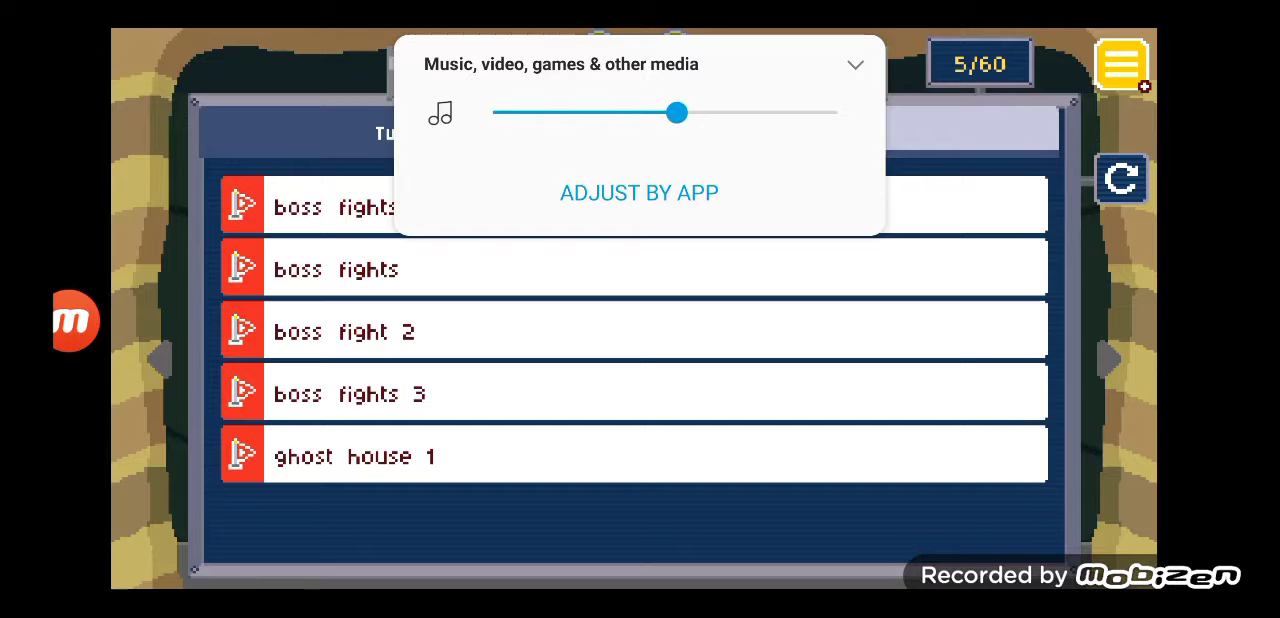 Music, video, games & other media
5/60
Tu
ADJUST BY APP
boss fights
boss fights
boss fight 2
boss fights 3
ghost house 1
m
Recorded by Mobizen